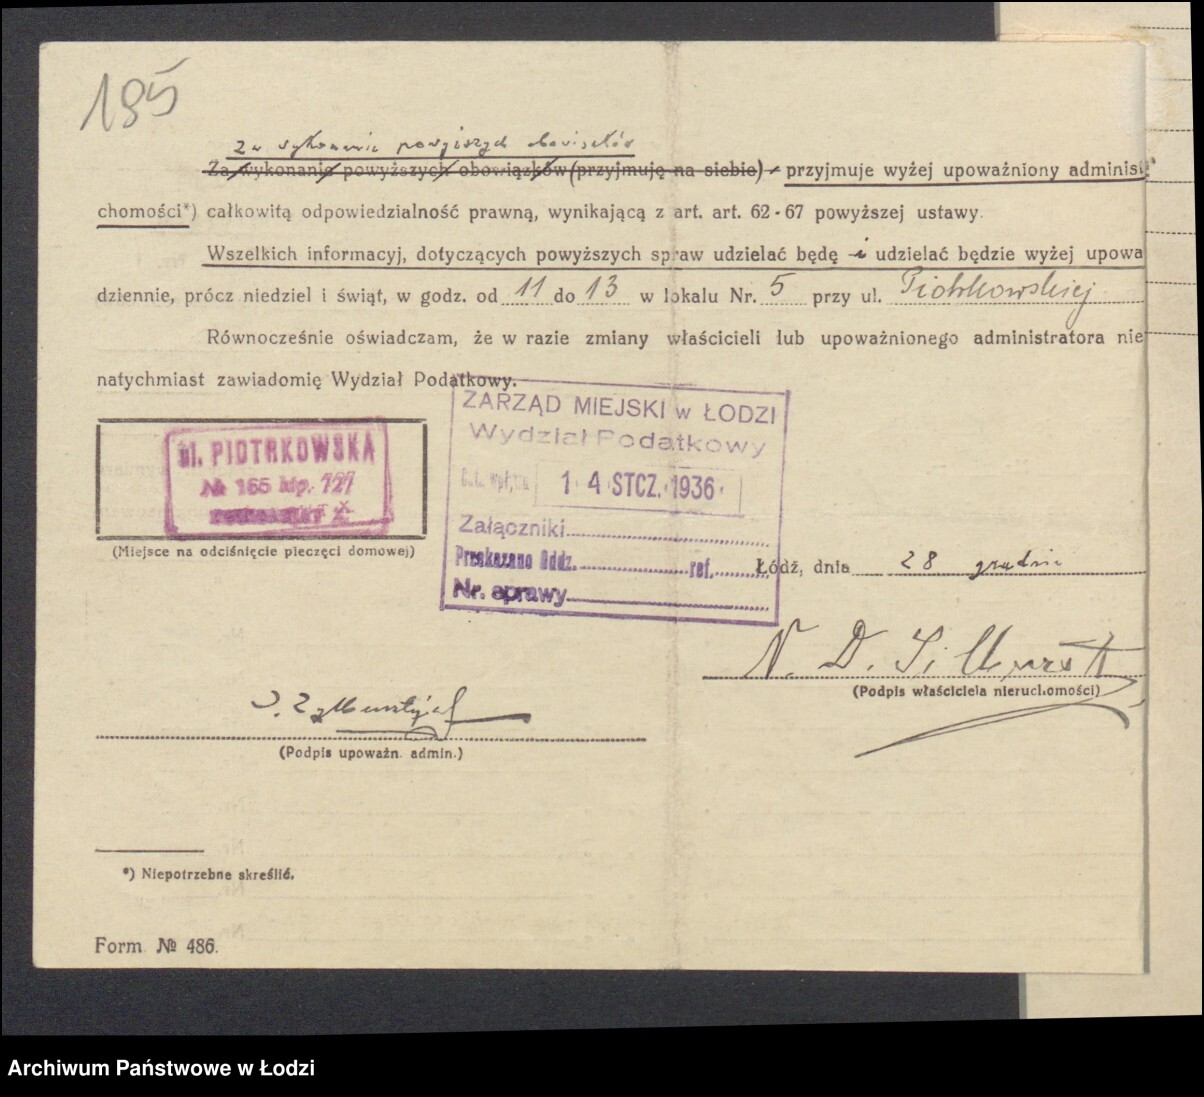 185
Za wykonanie powyższych obowiązków
Za wykonanie powyższych obowiązków (przyjmuję na siebie) - przyjmuje wyżej upoważniony administ
chomości*) całkowitą odpowiedzialność prawną, wynikającą z art. art. 62-67 powyższej ustawy.
Wszelkich informacyj, dotyczących powyższych spraw udzielać będę - i udzielać będzie wyżej upowa
dziennie, prócz niedziel i świąt, w godz. od 11 do 13 w lokalu Nr. 5 przy ul. Piotrkowskiej
Równocześnie oświadczam, że w razie zmiany właścicieli lub upoważnionego administratora nie
natychmiast zawiadomię Wydział Podatkowy.
ZARZĄD MIEJSKI w ŁODZI
Wydział Podatkowy
14 STCZ. 1936
Załączniki
Przekazano Oddz. ref.
Nr. sprawy
ul. PIOTRKOWSKA
№ 165 hip. 727
(Miejsce na odciśnięcie pieczęci domowej)
Łódź, dnia 28 grudnia
N. D.
(Podpis właściciela nieruchomości)
(Podpis upoważn. admin.)
*) Niepotrzebne skreślić.
Form № 486.
Archiwum Państwowe w Łodzi